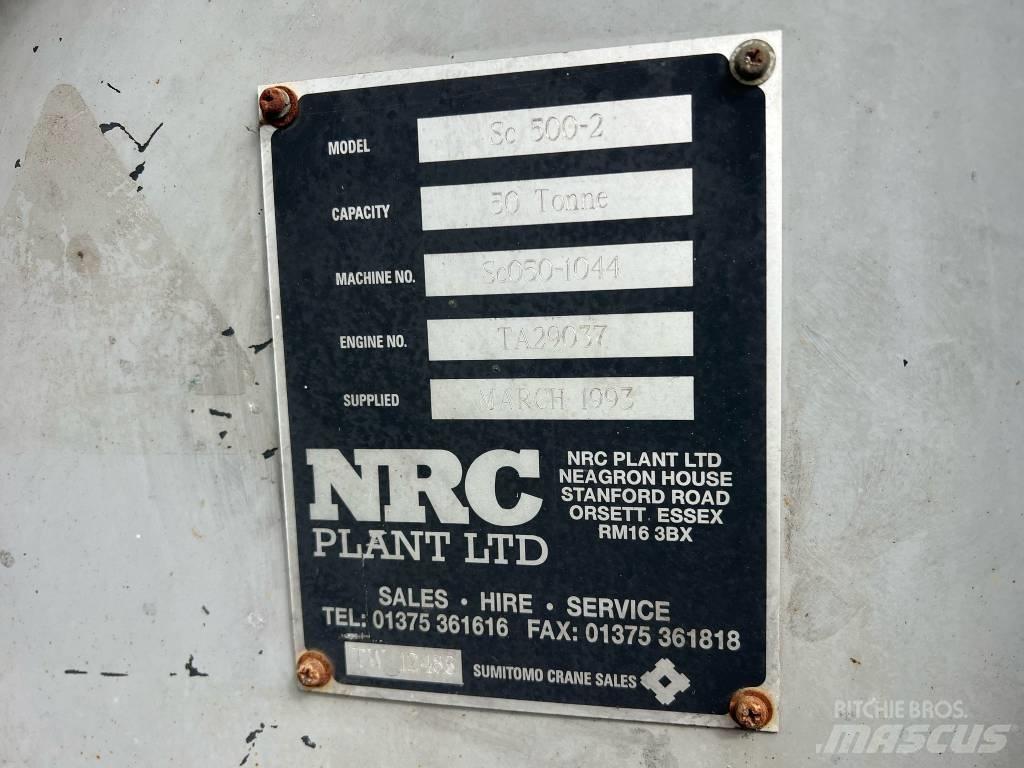 MODEL Sc 500-2
CAPACITY 50 Tonne
MACHINE NO. Sc050-1044
ENGINE NO. TA29037
SUPPLIED MARCH 1993
NRC
PLANT LTD
NRC PLANT LTD
NEAGRON HOUSE
STANFORD ROAD
ORSETT ESSEX
RM16 3BX
SALES · HIRE · SERVICE
TEL: 01375 361616 FAX: 01375 361818
TW
SUMITOMO CRANE SALES
RITCHIE BROS.
MASCUS